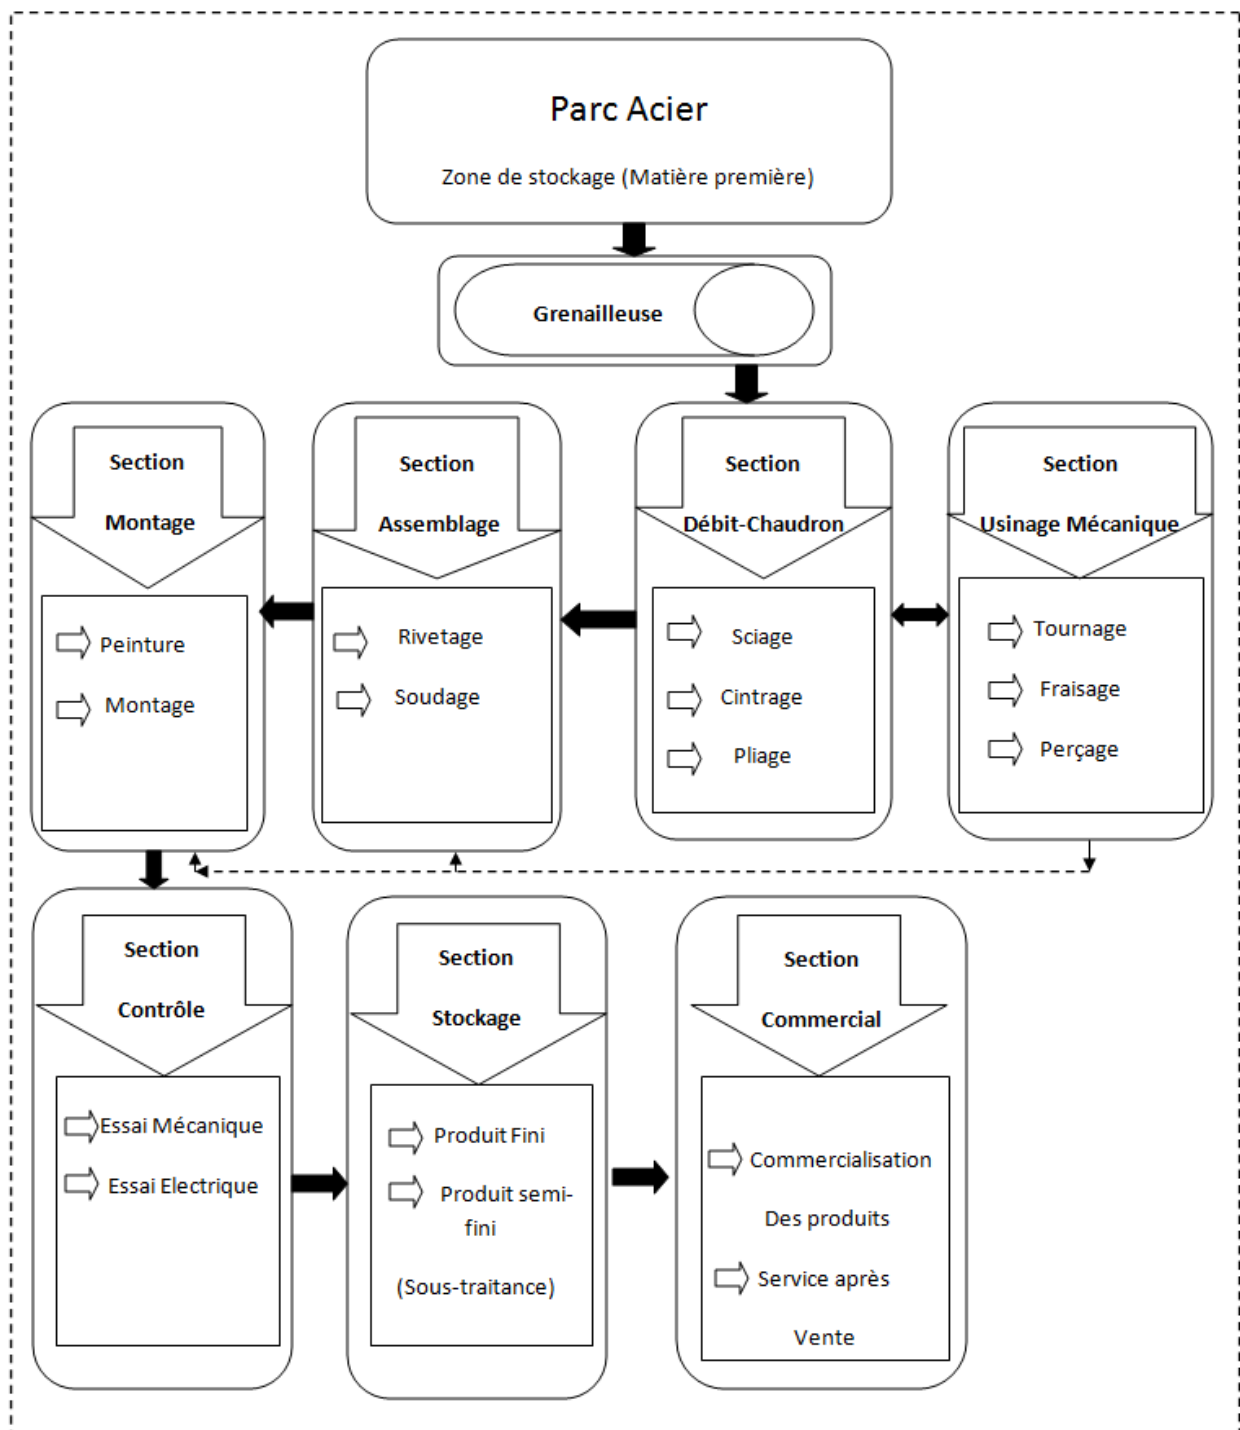 Parc Acier
Zone de stockage (Matière première)
Grenailleuse
Section
Montage
Peinture
Montage
Section
Assemblage
Rivetage
Soudage
Section
Débit-Chaudron
Sciage
Cintrage
Pliage
Section
Usinage Mécanique
Tournage
Fraisage
Perçage
Section
Contrôle
Essai Mécanique
Essai Electrique
Section
Stockage
Produit Fini
Produit semi-
fini
(Sous-traitance)
Section
Commercial
Commercialisation
Des produits
Service après
Vente